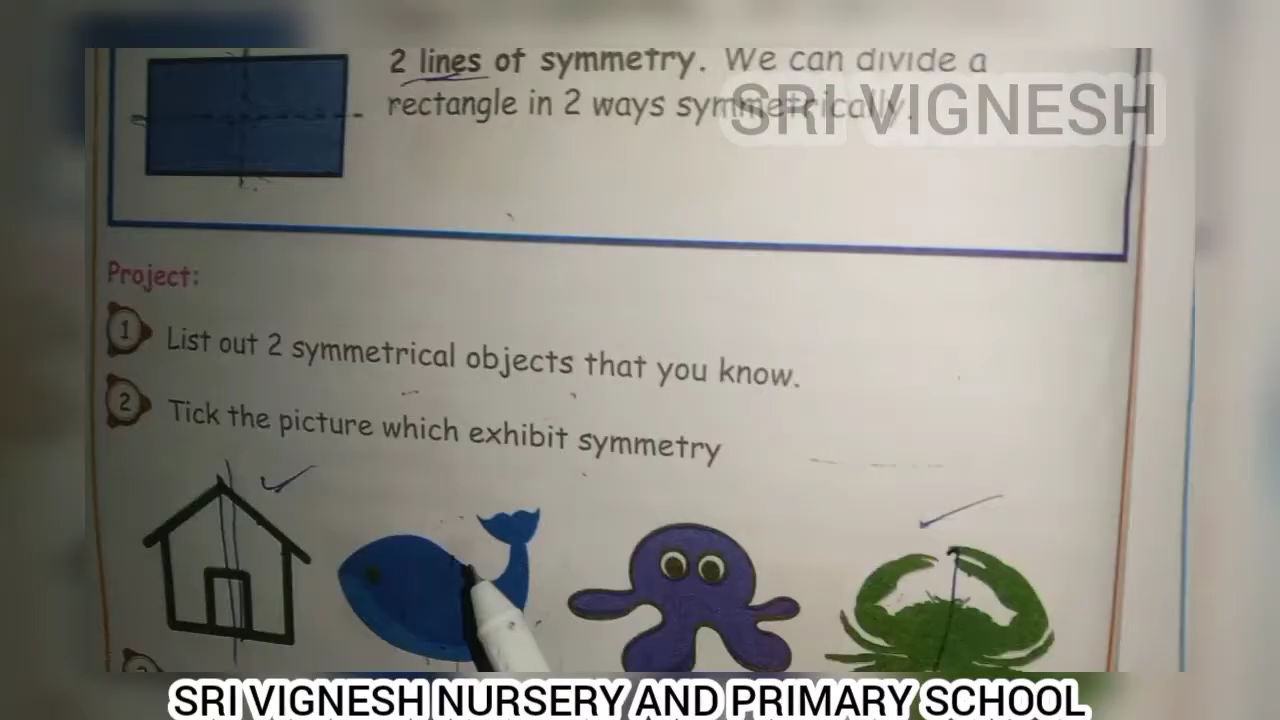 2 lines of symmetry. We can divide a
rectangle in 2 ways symmetrically.
SRI VIGNESH
Project:
1 List out 2 symmetrical objects that you know.
2 Tick the picture which exhibit symmetry
SRI VIGNESH NURSERY AND PRIMARY SCHOOL